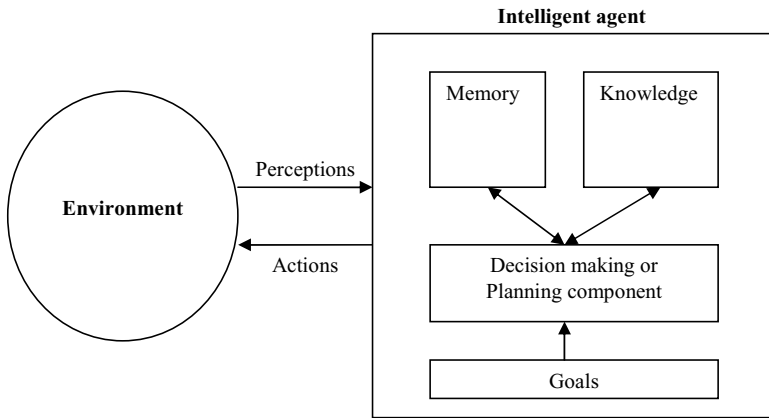 Intelligent agent
Memory
Knowledge
Perceptions
Environment
Actions
Decision making or
Planning component
Goals